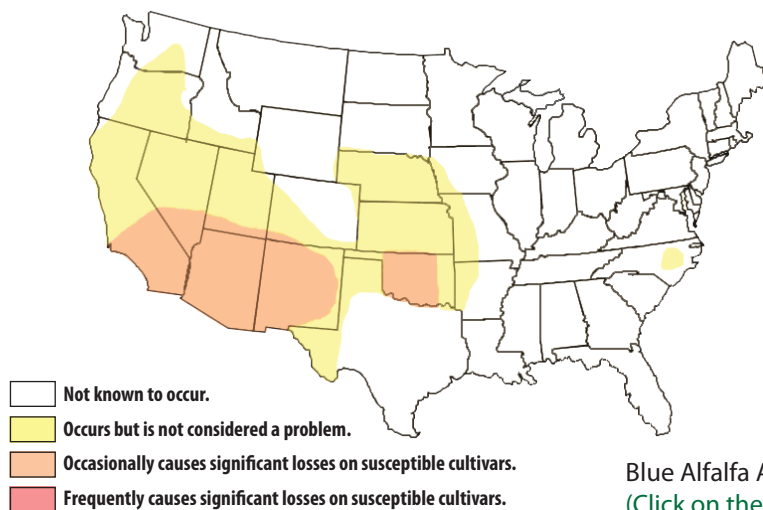 Not known to occur.
Occurs but is not considered a problem.
Occasionally causes significant losses on susceptible cultivars.
Frequently causes significant losses on susceptible cultivars.
Blue Alfalfa A
(Click on the